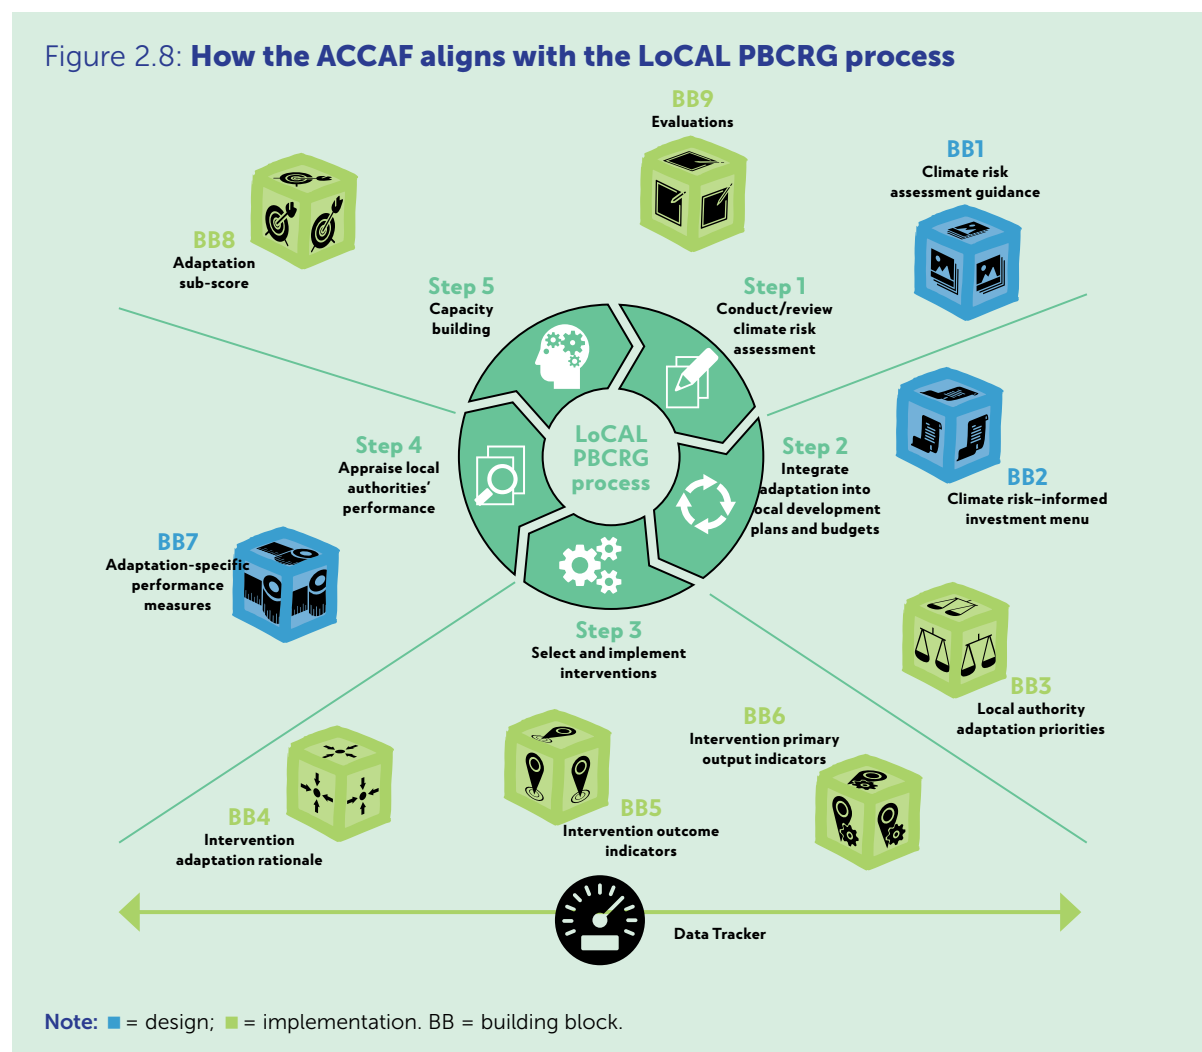 Figure 2.8: How the ACCAF aligns with the LoCAL PBCRG process
BB9
Evaluations
BB1
Climate risk
assessment guidance
BB8
Adaptation
sub-score
Step 5
Capacity
building
Step 1
Conduct/review
climate risk
assessment
LoCAL
PBCRG
process
Step 4
Appraise local
authorities’
performance
Step 2
Integrate
adaptation into
local development
plans and budgets
BB2
Climate risk–informed
investment menu
BB7
Adaptation-specific
performance
measures
Step 3
Select and implement
interventions
BB3
Local authority
adaptation priorities
BB6
Intervention primary
output indicators
BB4
Intervention
adaptation rationale
BB5
Intervention outcome
indicators
Data Tracker
Note: = design; = implementation. BB = building block.